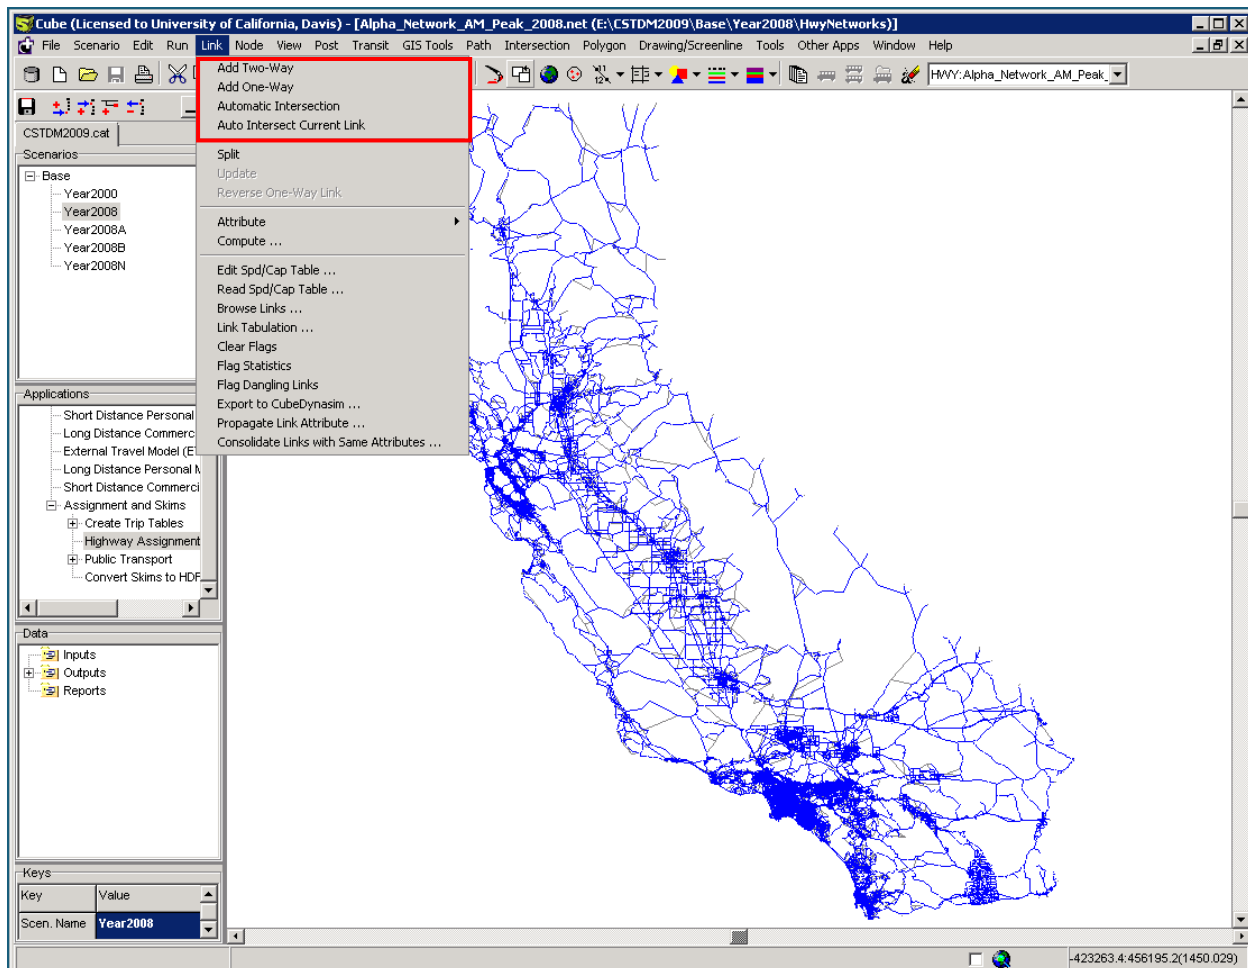 Cube (Licensed to University of California, Davis) - [Alpha_Network_AM_Peak_2008.net (E:\CSTDM2009\Base\Year2008\HwyNetworks)]
File Scenario Edit Run Link Node View Post Transit GIS Tools Path Intersection Polygon Drawing/Screenline Tools Other Apps Window Help
HWY:Alpha_Network_AM_Peak_
Add Two-Way
Add One-Way
Automatic Intersection
Auto Intersect Current Link
Split
Update
Reverse One-Way Link
Attribute
Compute ...
Edit Spd/Cap Table ...
Read Spd/Cap Table ...
Browse Links ...
Link Tabulation ...
Clear Flags
Flag Statistics
Flag Dangling Links
Export to CubeDynasim ...
Propagate Link Attribute ...
Consolidate Links with Same Attributes ...
CSTDM2009.cat
Scenarios
Base
Year2000
Year2008
Year2008A
Year2008B
Year2008N
Applications
Short Distance Personal
Long Distance Commerc
External Travel Model (ET
Long Distance Personal M
Short Distance Commerci
Assignment and Skims
Create Trip Tables
Highway Assignment
Public Transport
Convert Skims to HDF
Data
Inputs
Outputs
Reports
Keys
Key Value
Scen. Name Year2008
-423263.4:456195.2(1450.029)